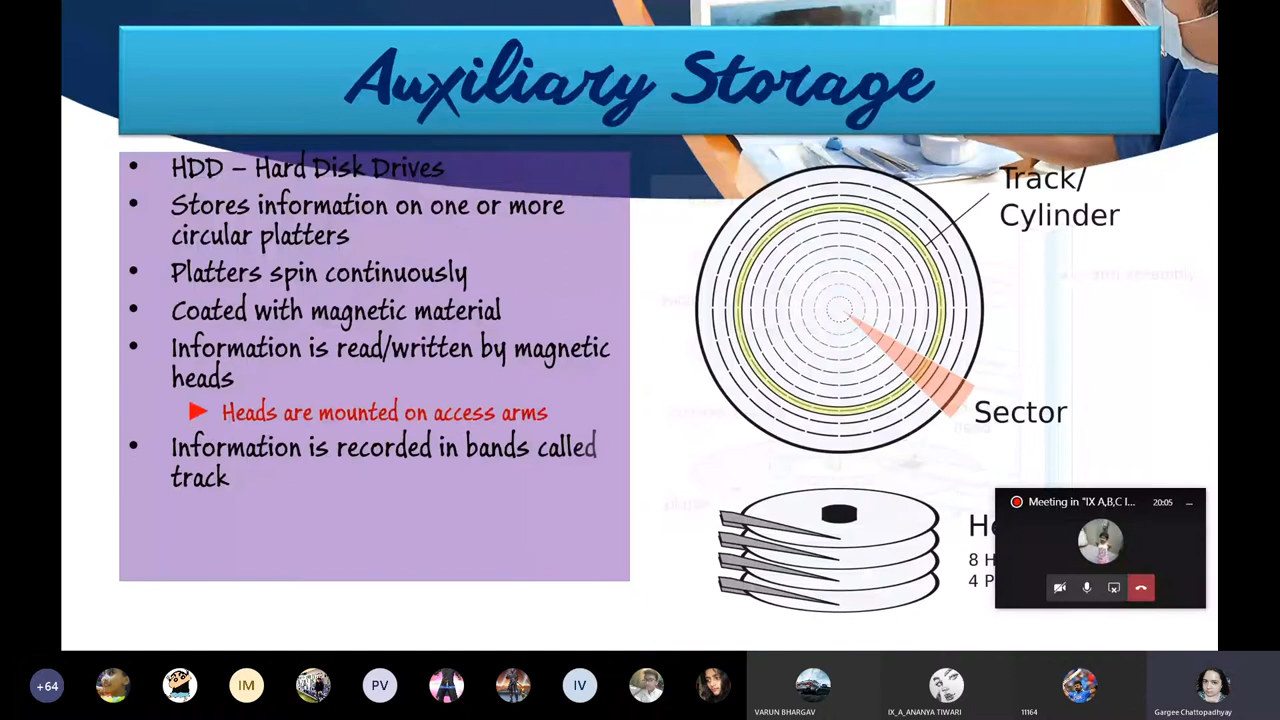 Auxiliary Storage
• HDD – Hard Disk Drives
• Stores information on one or more
circular platters
• Platters spin continuously
• Coated with magnetic material
• Information is read/written by magnetic
heads
Heads are mounted on access arms
• Information is recorded in bands called
track
Track/
Cylinder
Sector
8 H
4 P
Meeting in "IX A,B,C I...
20:05
+64
IM
PV
IV
VARUN BHARGAV
IX_A_ANANYA TIWARI
11164
Gargee Chattopadhyay